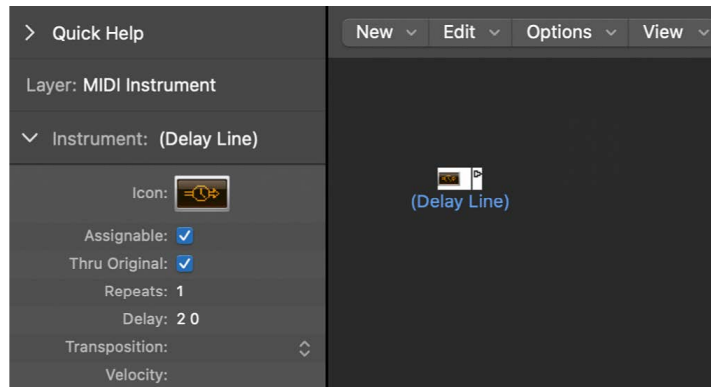 Quick Help
New Edit Options View
Layer: MIDI Instrument
Instrument: (Delay Line)
Icon:
(Delay Line)
Assignable:
Thru Original:
Repeats: 1
Delay: 2 0
Transposition:
Velocity: